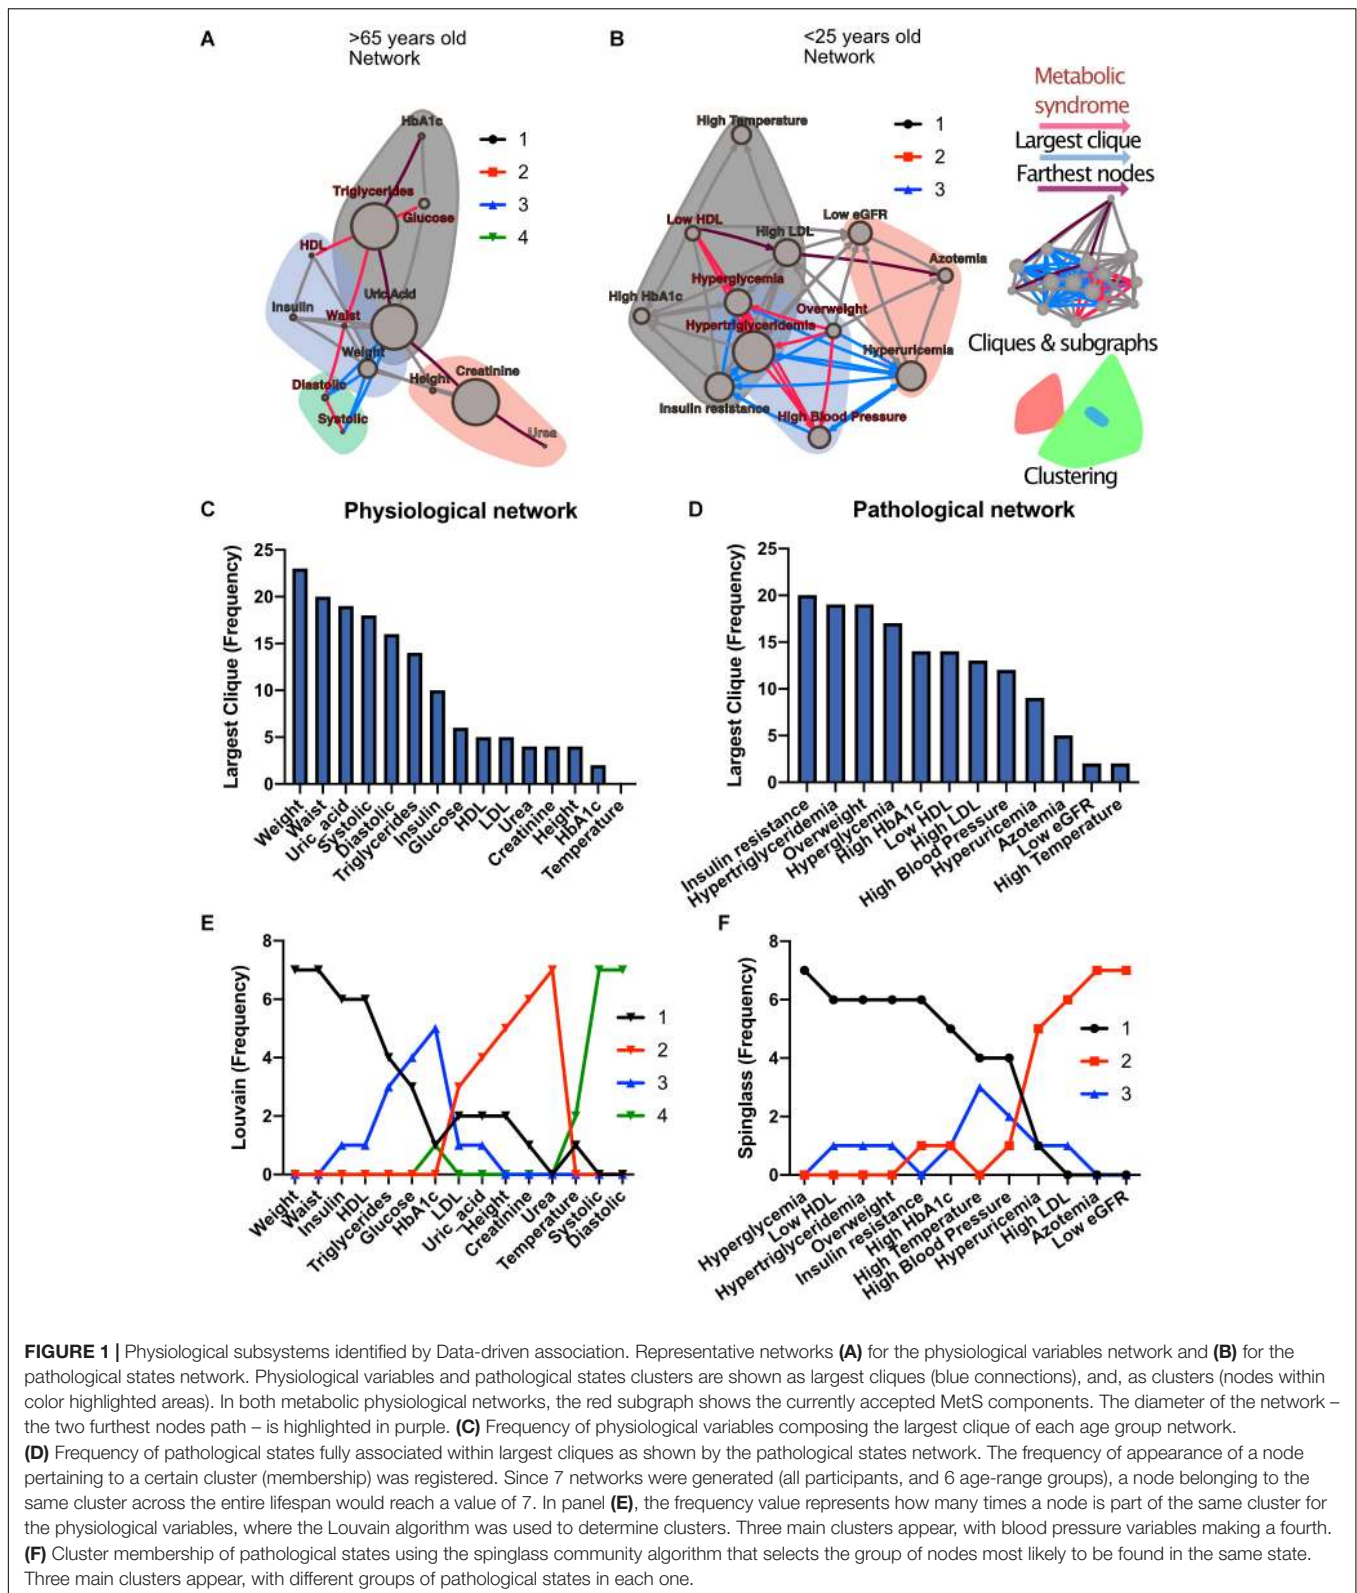 A
>65 years old
Network
HbA1c
Triglycerides
Glucose
HDL
Uric Acid
Insulin
Waist
Weight
Diastolic
Height
Creatinine
Systolic
Urea
1
2
3
4
B
<25 years old
Network
High Temperature
1
2
3
Low HDL
Low eGFR
High LDL
Azotemia
Hyperglycemia
High HbA1c
Overweight
Hypertriglyceridemia
Hyperuricemia
Insulin resistance
High Blood Pressure
Metabolic
syndrome
Largest clique
Farthest nodes
Cliques & subgraphs
Clustering
C
Physiological network
Largest Clique (Frequency)
25
20
15
10
5
0
Weight
Waist
Uric_acid
Systolic
Diastolic
Triglycerides
Insulin
Glucose
HDL
LDL
Urea
Creatinine
Height
HbA1c
Temperature
D
Pathological network
Largest Clique (Frequency)
25
20
15
10
5
0
Insulin resistance
Hypertriglyceridemia
Overweight
Hyperglycemia
High HbA1c
Low HDL
High LDL
High Blood Pressure
Hyperuricemia
Azotemia
Low eGFR
High Temperature
E
Louvain (Frequency)
8
6
4
2
0
1
2
3
4
Weight
Waist
Insulin
HDL
Triglycerides
Glucose
HbA1c
LDL
Uric_acid
Height
Creatinine
Urea
Temperature
Systolic
Diastolic
F
Spinglass (Frequency)
8
6
4
2
0
1
2
3
Hyperglycemia
Low HDL
Hypertriglyceridemia
Overweight
Insulin resistance
High HbA1c
High Temperature
High Blood Pressure
Hyperuricemia
High LDL
Azotemia
Low eGFR
FIGURE 1 | Physiological subsystems identified by Data-driven association. Representative networks (A) for the physiological variables network and (B) for the
pathological states network. Physiological variables and pathological states clusters are shown as largest cliques (blue connections), and, as clusters (nodes within
color highlighted areas). In both metabolic physiological networks, the red subgraph shows the currently accepted MetS components. The diameter of the network –
the two furthest nodes path – is highlighted in purple. (C) Frequency of physiological variables composing the largest clique of each age group network.
(D) Frequency of pathological states fully associated within largest cliques as shown by the pathological states network. The frequency of appearance of a node
pertaining to a certain cluster (membership) was registered. Since 7 networks were generated (all participants, and 6 age-range groups), a node belonging to the
same cluster across the entire lifespan would reach a value of 7. In panel (E), the frequency value represents how many times a node is part of the same cluster for
the physiological variables, where the Louvain algorithm was used to determine clusters. Three main clusters appear, with blood pressure variables making a fourth.
(F) Cluster membership of pathological states using the spinglass community algorithm that selects the group of nodes most likely to be found in the same state.
Three main clusters appear, with different groups of pathological states in each one.